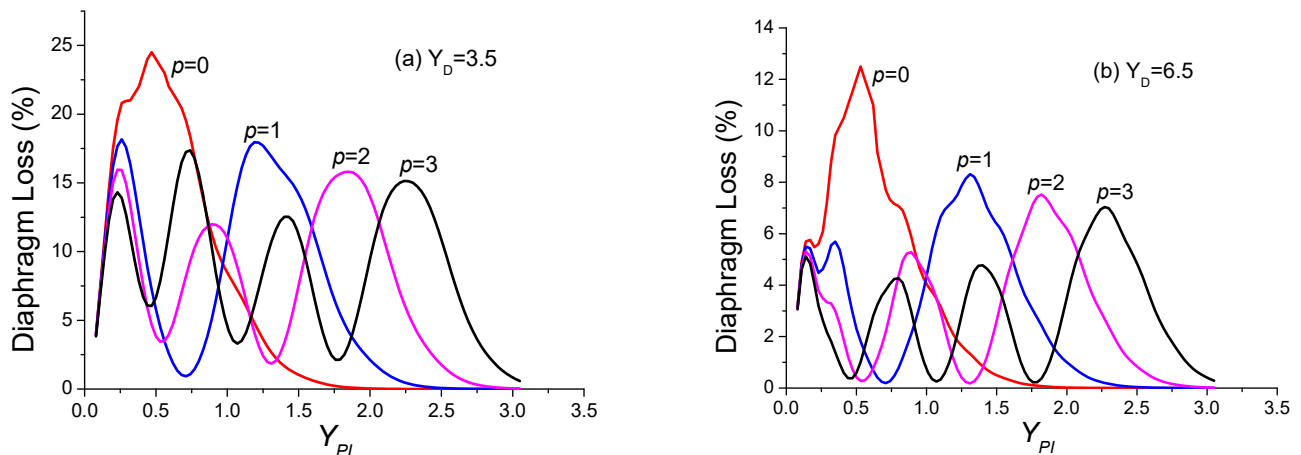 (a) Y_D=3.5
p=0
p=1
p=2
p=3
Diaphragm Loss (%)
25
20
15
10
5
0
0.0 0.5 1.0 1.5 2.0 2.5 3.0 3.5
Y_PI
(b) Y_D=6.5
p=0
p=1
p=2
p=3
Diaphragm Loss (%)
14
12
10
8
6
4
2
0
0.0 0.5 1.0 1.5 2.0 2.5 3.0 3.5
Y_PI